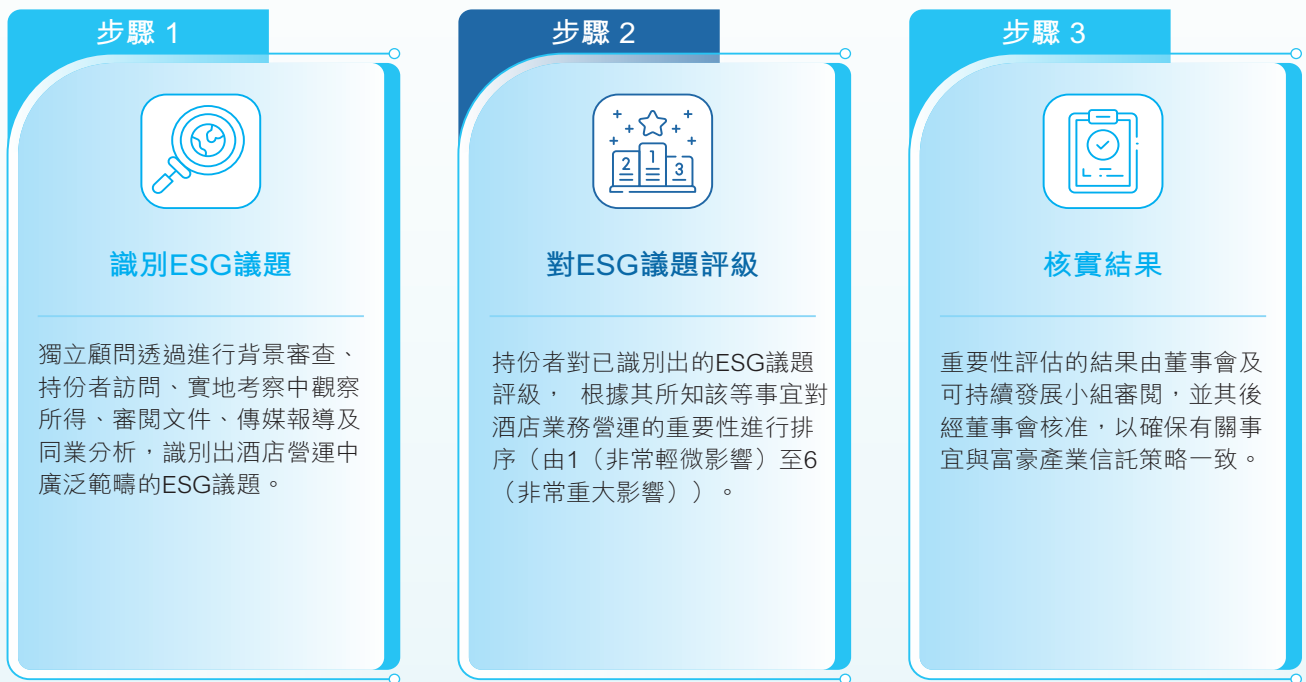 步驟 1
識別ESG議題
獨立顧問透過進行背景審查、
持份者訪問、實地考察中觀察
所得、審閱文件、傳媒報導及
同業分析，識別出酒店營運中
廣泛範疇的ESG議題。
步驟 2
2 1 3
對ESG議題評級
持份者對已識別出的ESG議題
評級， 根據其所知該等事宜對
酒店業務營運的重要性進行排
序（由1（非常輕微影響）至6
（非常重大影響））。
步驟 3
核實結果
重要性評估的結果由董事會及
可持續發展小組審閱，並其後
經董事會核准，以確保有關事
宜與富豪產業信託策略一致。